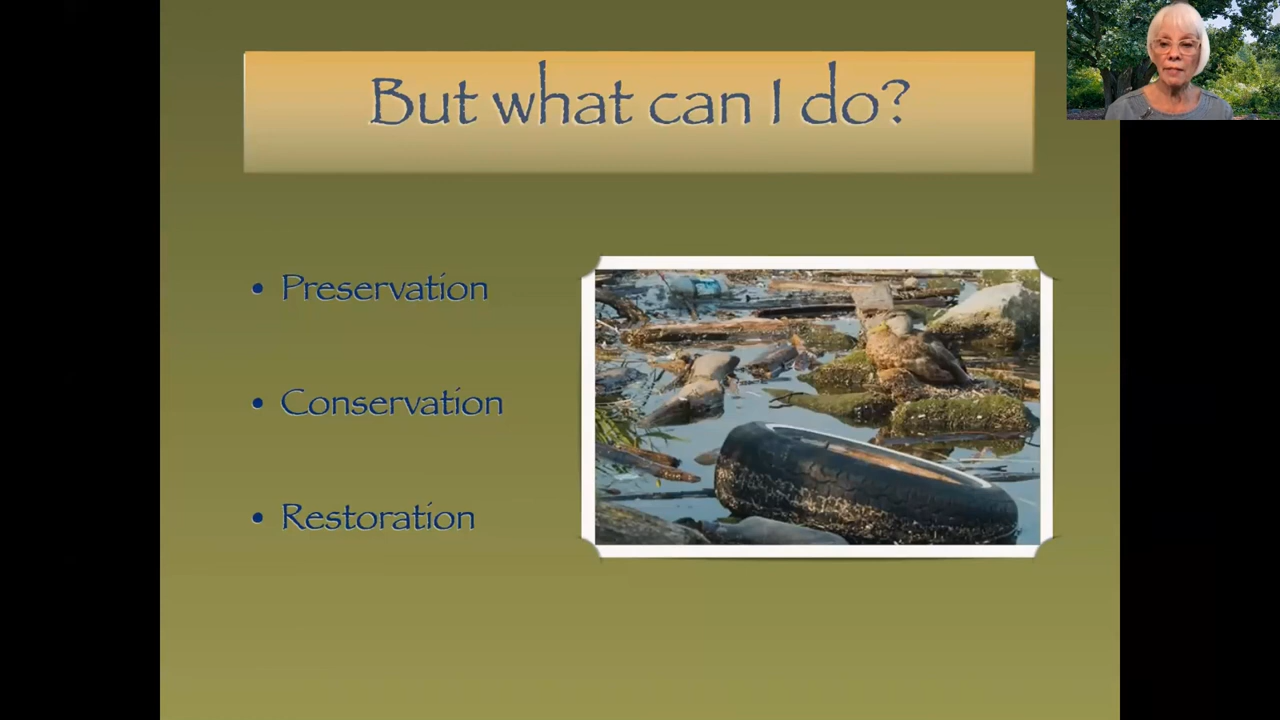 But what can I do?
• Preservation
• Conservation
• Restoration